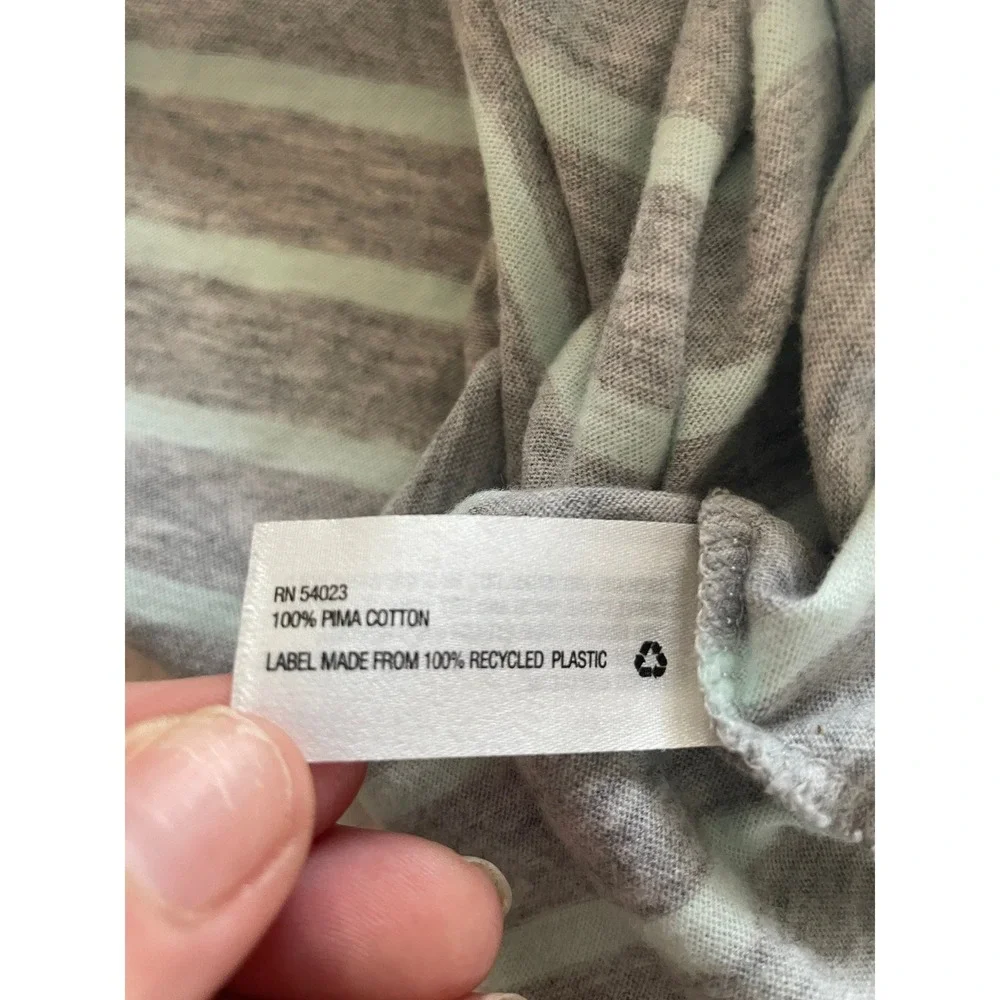 RN 54023
100% PIMA COTTON
LABEL MADE FROM 100% RECYCLED PLASTIC